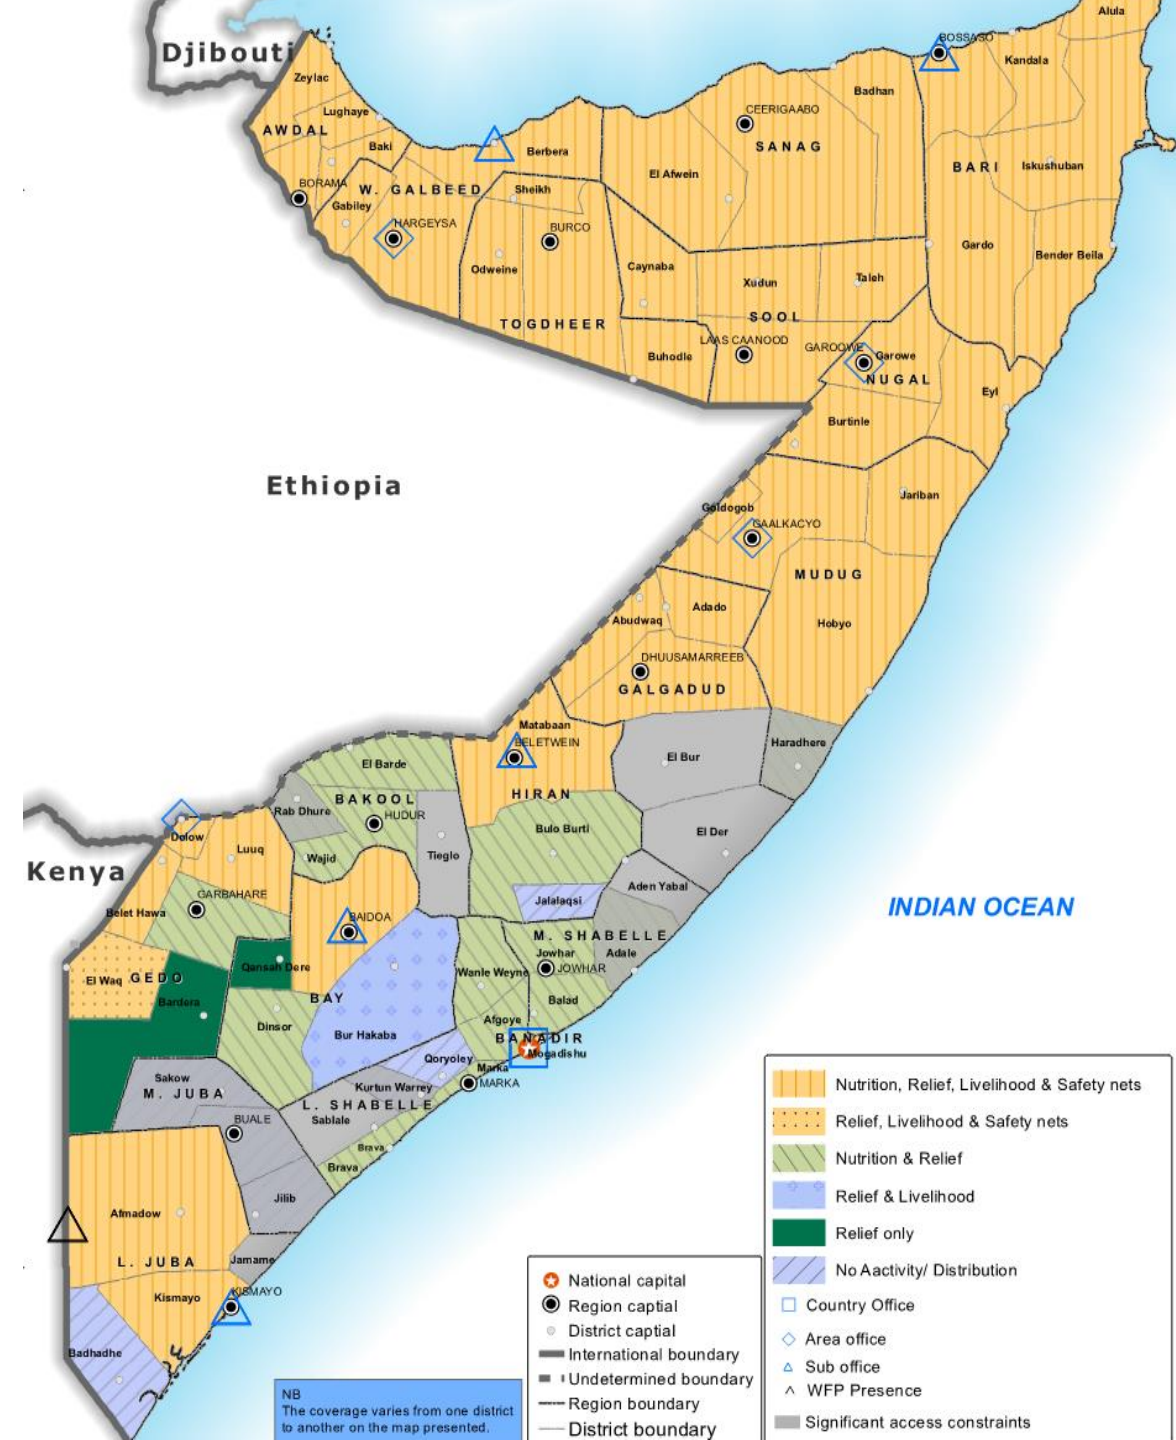 Alula
Djibouti
BOSSASO
Kandala
Zeylac
Badhan
Lughaye
CEERIGAABO
AWDAL
SANAG
Baki
Berbera
BARI
Iskushuban
El Afwein
BORAMA
W. GALBEED
Sheikh
Gabiley
HARGEYSA
BURCO
Gardo
Bender Beila
Odweine
Caynaba
Xudun
Taleh
TOGDHEER
SOOL
LAAS CAANOOD
GAROOWE
Garowe
Buhodle
NUGAL
Eyl
Burtinle
Ethiopia
Jariban
Goldogob
GAALKACYO
MUDUG
Adado
Abudwaq
Hobyo
DHUUSAMARREEB
GALGADUD
Matabaan
BELETWEIN
Haradhere
El Bur
El Barde
HIRAN
BAKOOL
Rab Dhure
HUDUR
Bulo Burti
El Der
Dolow
Luuq
Wajid
Tieglo
Kenya
Aden Yabal
GARBAHARE
Jalalaqsi
INDIAN OCEAN
Belet Hawa
BAIDOA
M. SHABELLE
Jowhar
Adale
Qansah Dere
JOWHAR
El Waq
GEDO
Wanle Weyne
Bardera
BAY
Balad
Dinsor
Afgoye
Bur Hakaba
BANADIR
Mogadishu
Qoryoley
Marka
Sakow
Kurtun Warrey
MARKA
M. JUBA
L. SHABELLE
BUALE
Sablale
Brava
Brava
Jilib
Afmadow
L. JUBA
Jamame
KISMAYO
Kismayo
Badhadhe
NB
The coverage varies from one district
to another on the map presented.
National capital
Region captial
District captial
International boundary
Undetermined boundary
Region boundary
District boundary
Nutrition, Relief, Livelihood & Safety nets
Relief, Livelihood & Safety nets
Nutrition & Relief
Relief & Livelihood
Relief only
No Aactivity/ Distribution
Country Office
Area office
Sub office
WFP Presence
Significant access constraints